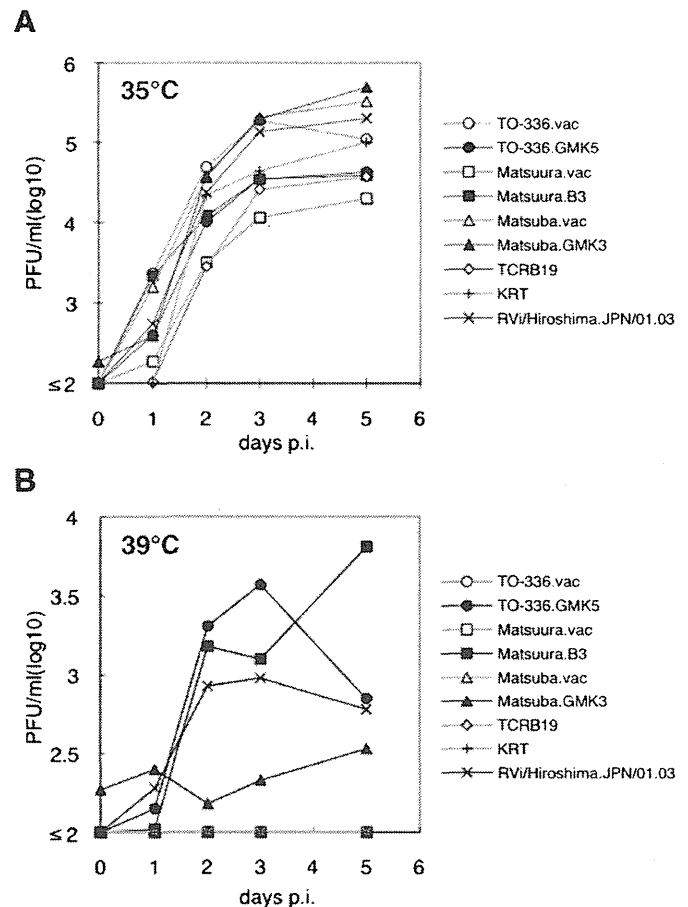 A
35°C
6
5
4
3
≤2
PFU/ml(log10)
0 1 2 3 4 5 6
days p.i.
TO-336.vac
TO-336.GMK5
Matsuura.vac
Matsuura.B3
Matsuba.vac
Matsuba.GMK3
TCRB19
KRT
RVi/Hiroshima.JPN/01.03
B
39°C
4
3.5
3
2.5
≤2
PFU/ml(log10)
0 1 2 3 4 5 6
days p.i.
TO-336.vac
TO-336.GMK5
Matsuura.vac
Matsuura.B3
Matsuba.vac
Matsuba.GMK3
TCRB19
KRT
RVi/Hiroshima.JPN/01.03